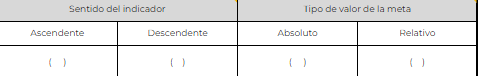 Sentido del indicador Tipo de valor de la meta
Ascendente Descendente Absoluto Relativo
( ) ( ) ( ) ( )